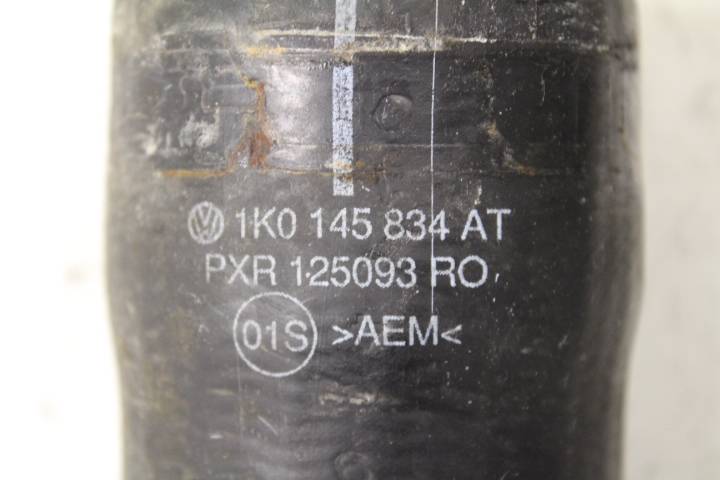 1K0 145 834 AT
PXR 125093 RO
01S >AEM<